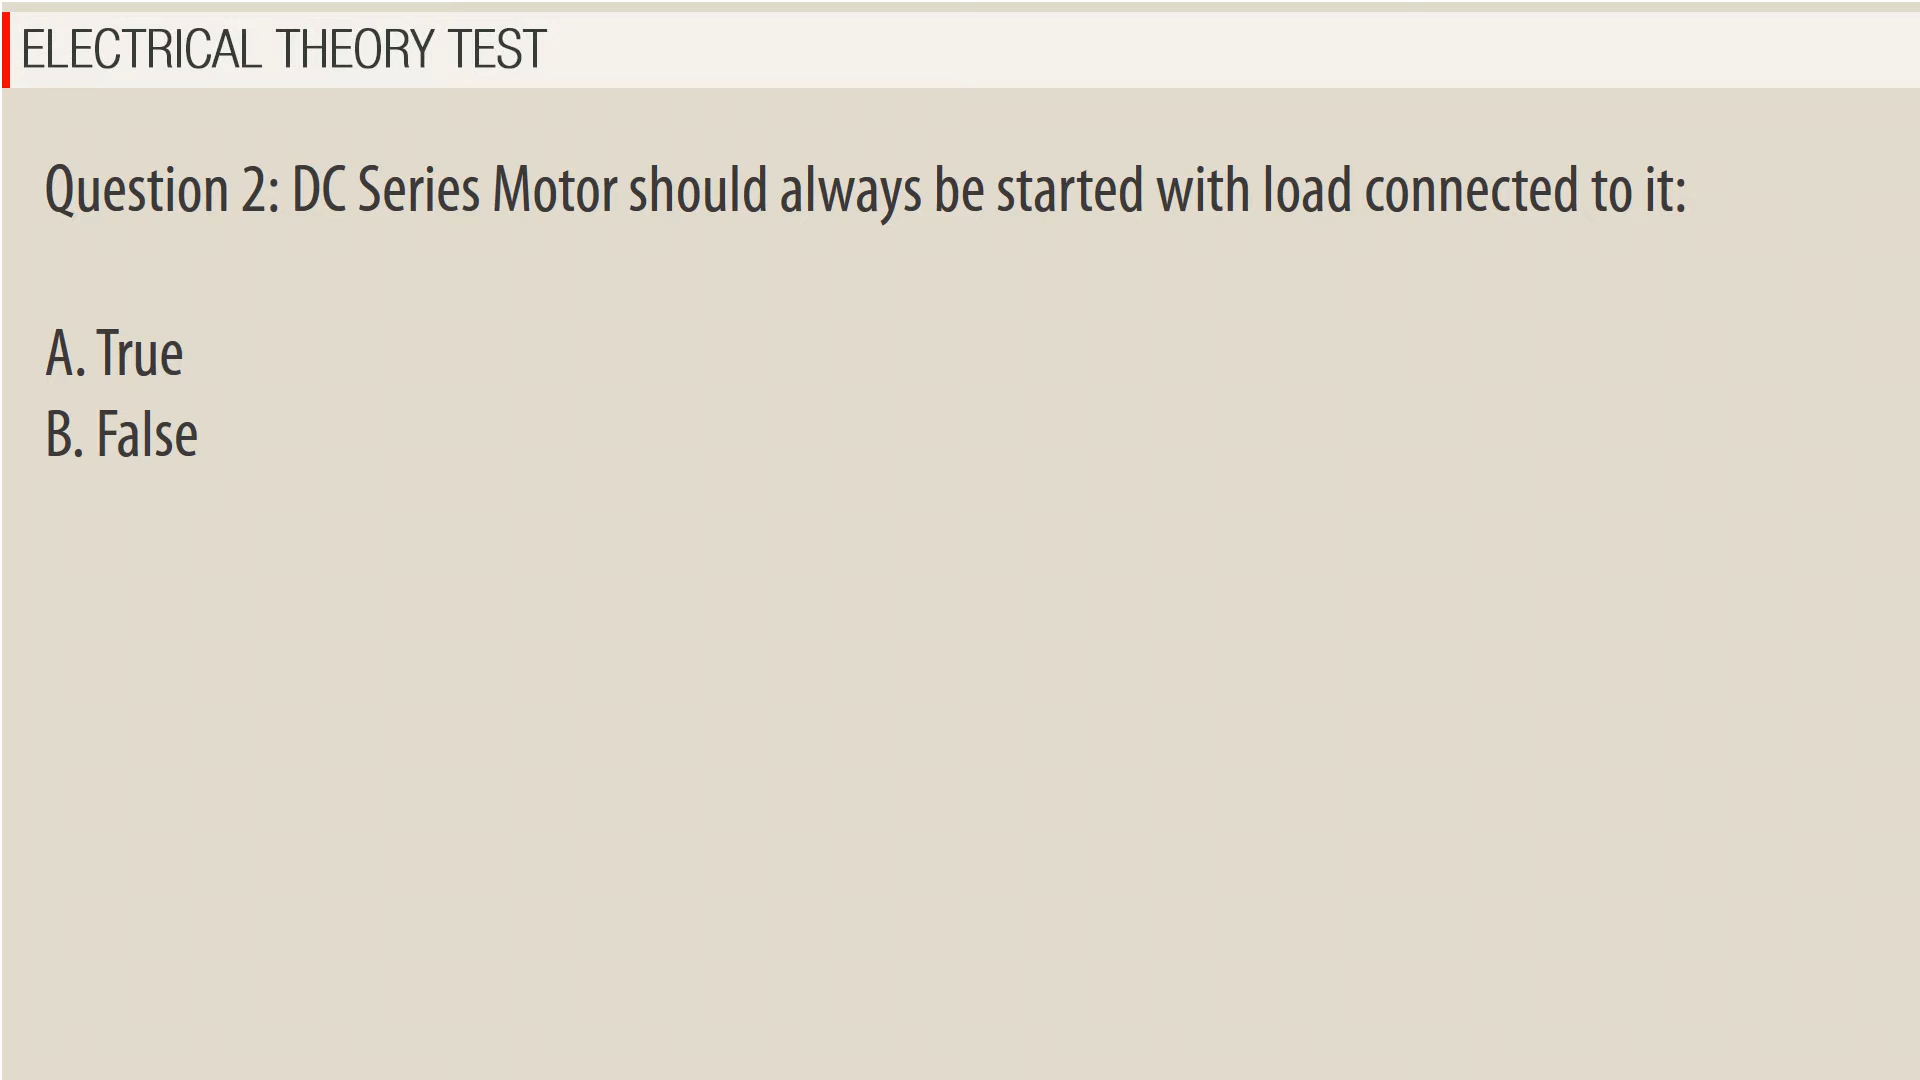 ELECTRICAL THEORY TEST
Question 2: DC Series Motor should always be started with load connected to it:
A. True
B. False